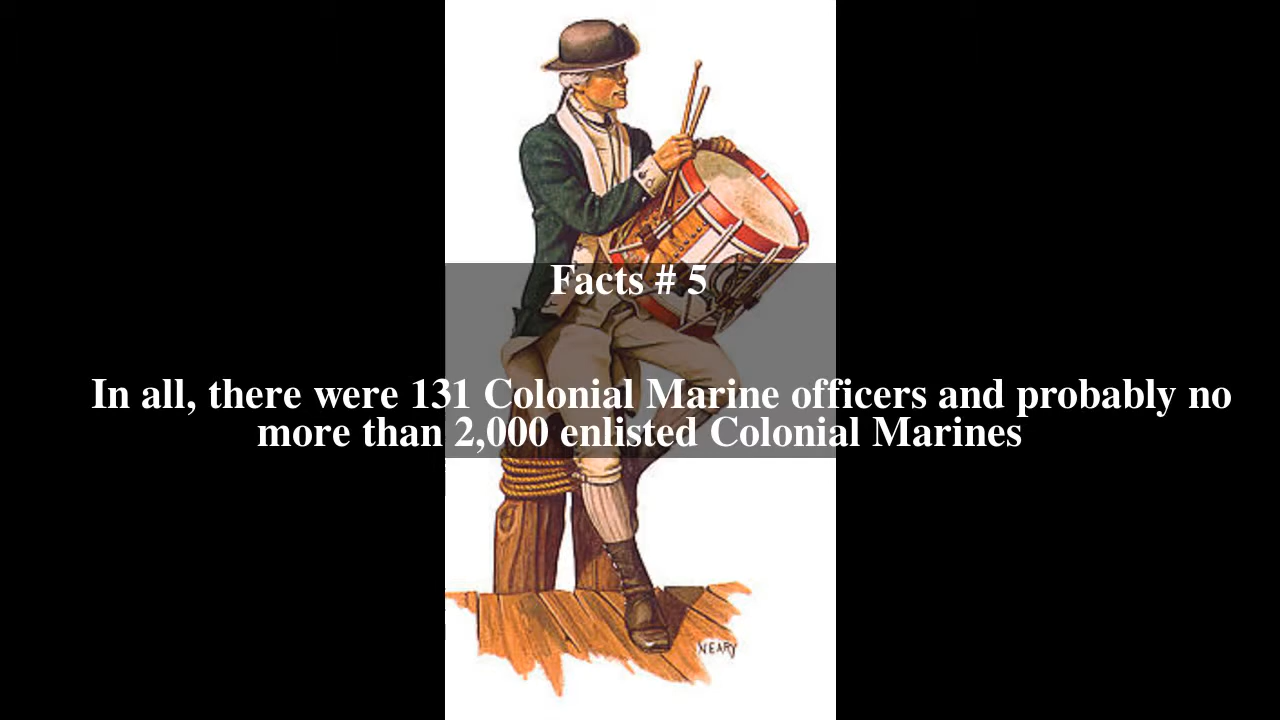 Facts # 5
In all, there were 131 Colonial Marine officers and probably no
more than 2,000 enlisted Colonial Marines
NEARY